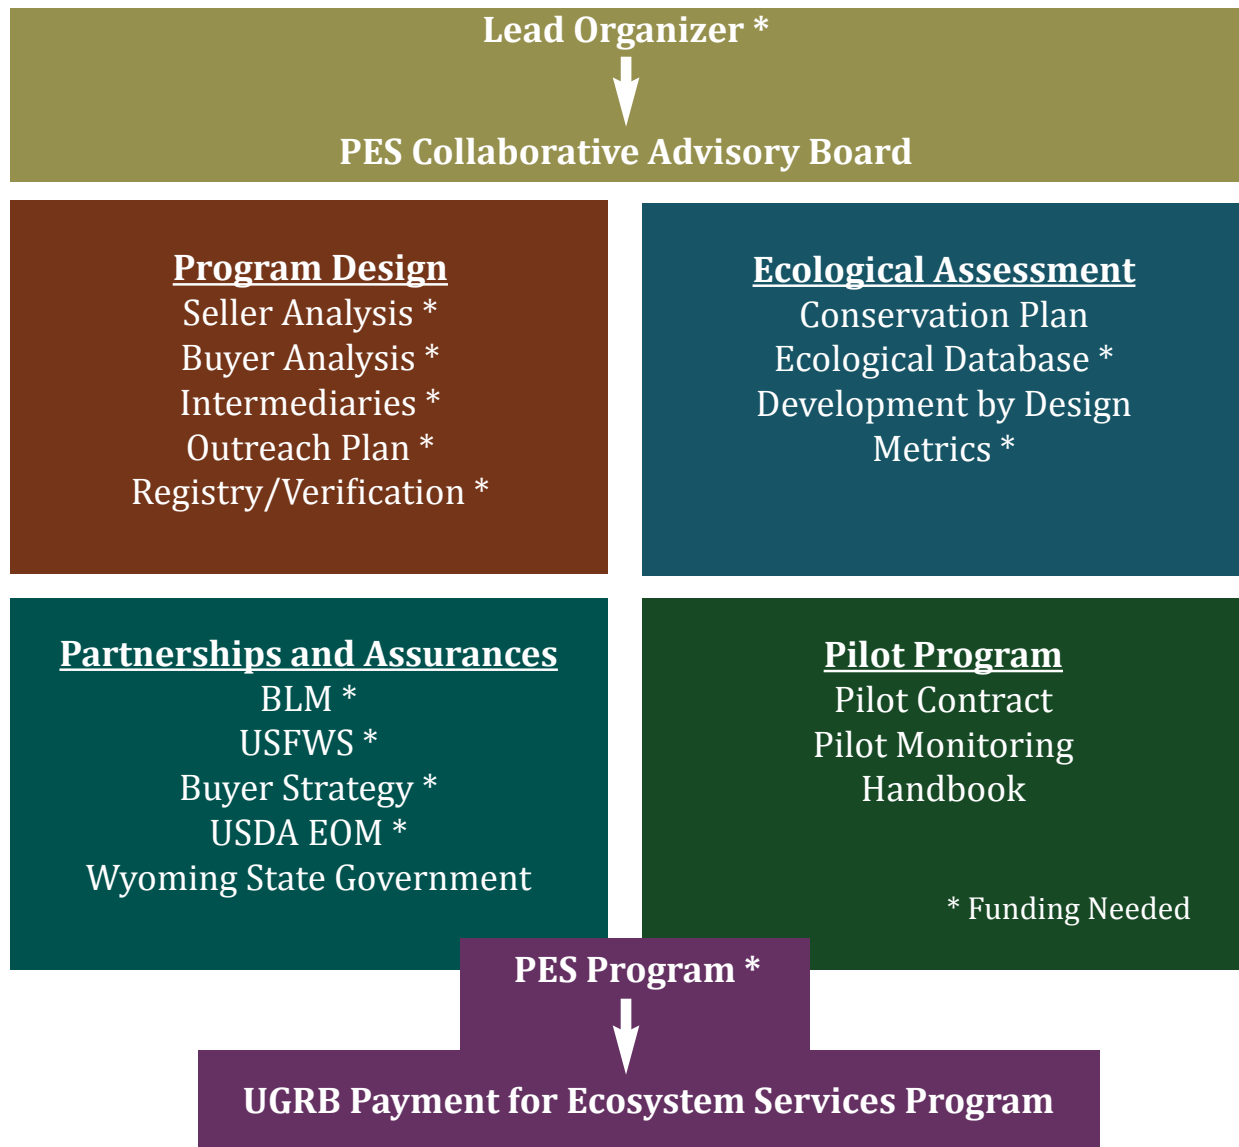 Lead Organizer *
PES Collaborative Advisory Board
Program Design
Seller Analysis *
Buyer Analysis *
Intermediaries *
Outreach Plan *
Registry/Verification *
Ecological Assessment
Conservation Plan
Ecological Database *
Development by Design
Metrics *
Partnerships and Assurances
BLM *
USFWS *
Buyer Strategy *
USDA EOM *
Wyoming State Government
Pilot Program
Pilot Contract
Pilot Monitoring
Handbook
* Funding Needed
PES Program *
UGRB Payment for Ecosystem Services Program